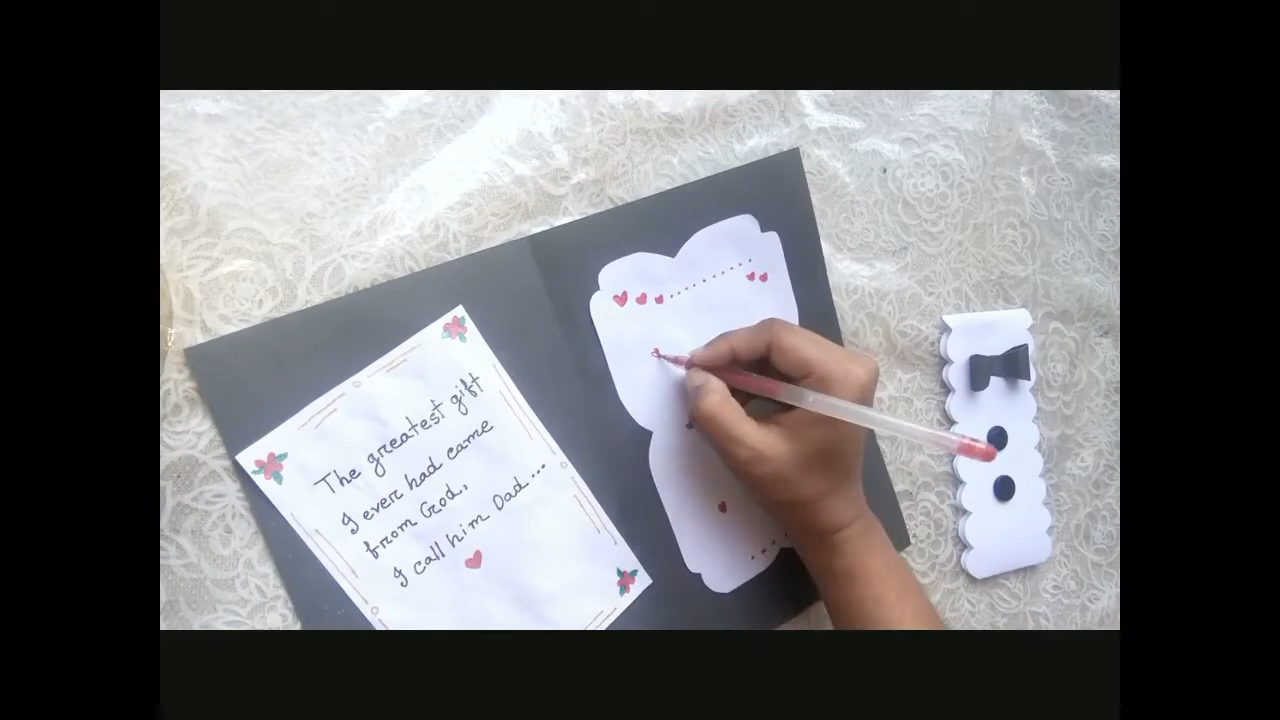 The greatest gift
I ever had came
from God,
I call him Dad...